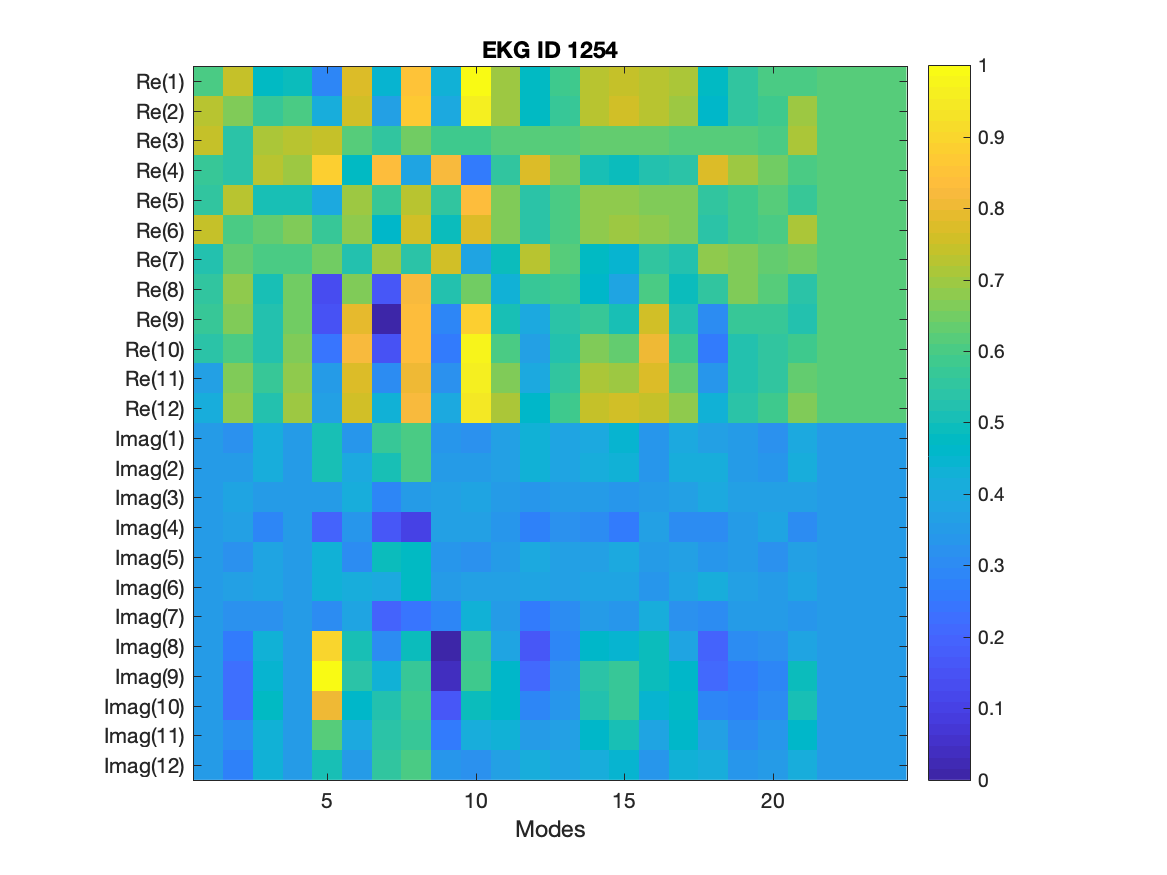 EKG ID 1254
Re(1)
Re(2)
Re(3)
Re(4)
Re(5)
Re(6)
Re(7)
Re(8)
Re(9)
Re(10)
Re(11)
Re(12)
Imag(1)
Imag(2)
Imag(3)
Imag(4)
Imag(5)
Imag(6)
Imag(7)
Imag(8)
Imag(9)
Imag(10)
Imag(11)
Imag(12)
5 10 15 20
Modes
1
0.9
0.8
0.7
0.6
0.5
0.4
0.3
0.2
0.1
0